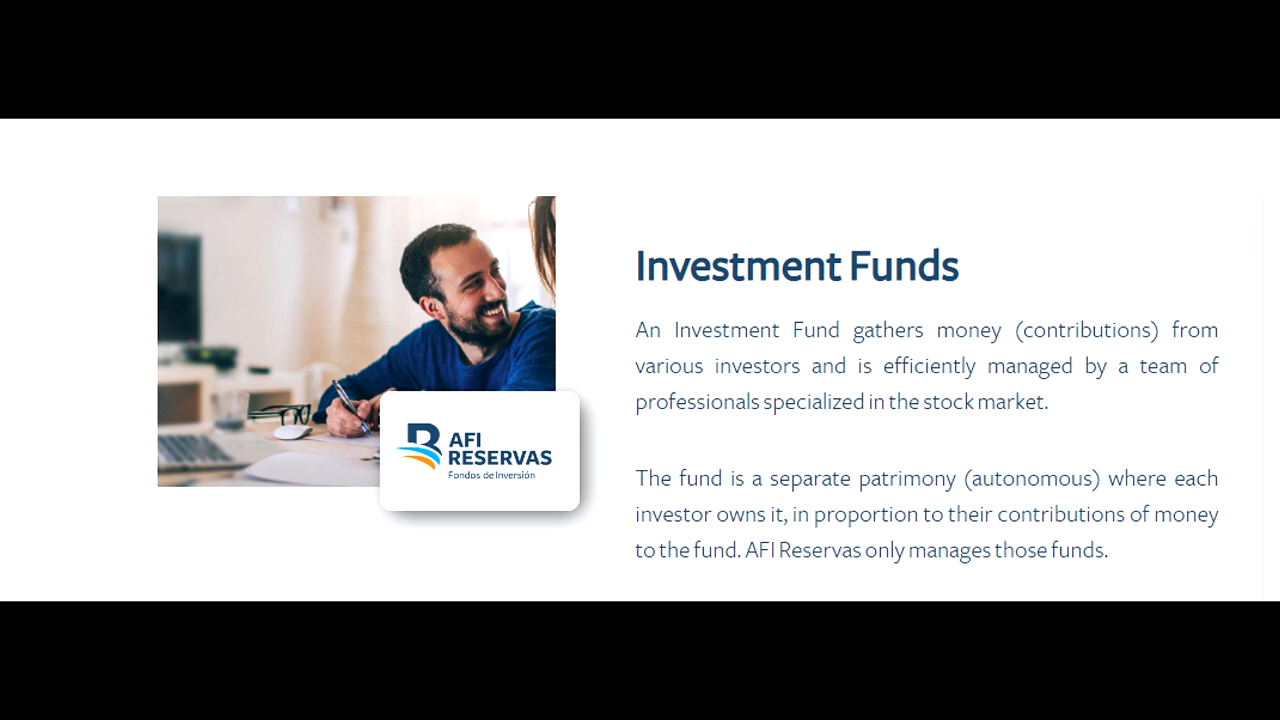 Investment Funds
An Investment Fund gathers money (contributions) from
various investors and is efficiently managed by a team of
professionals specialized in the stock market.
The fund is a separate patrimony (autonomous) where each
investor owns it, in proportion to their contributions of money
to the fund. AFI Reservas only manages those funds.
AFI
RESERVAS
Fondos de Inversión